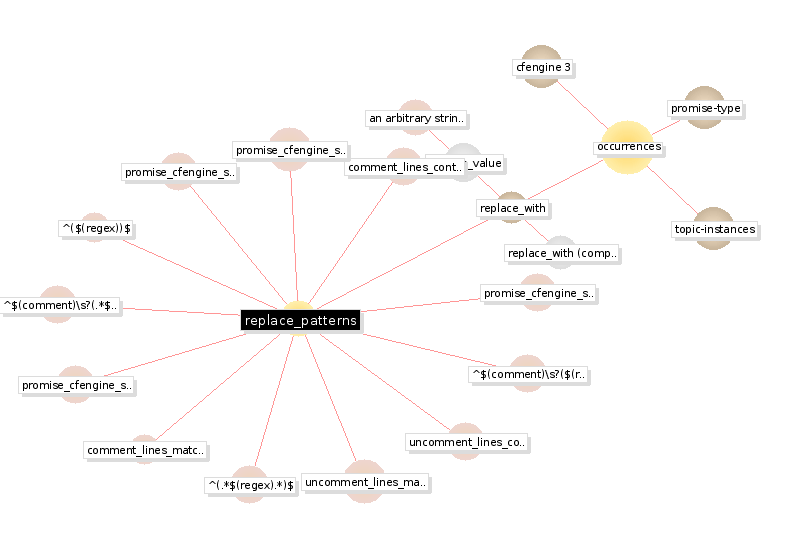 cfengine 3
promise-type
an arbitrary strin..
occurrences
promise_cfengine_s..
_value
comment_lines_cont..
promise_cfengine_s..
replace_with
^($(regex))$
topic-instances
replace_with (comp..
promise_cfengine_s..
^$(comment)\s?(.*$..
replace_patterns
^$(comment)\s?($(r..
promise_cfengine_s..
uncomment_lines_co..
comment_lines_matc..
^(.*$(regex).*)$
uncomment_lines_ma..